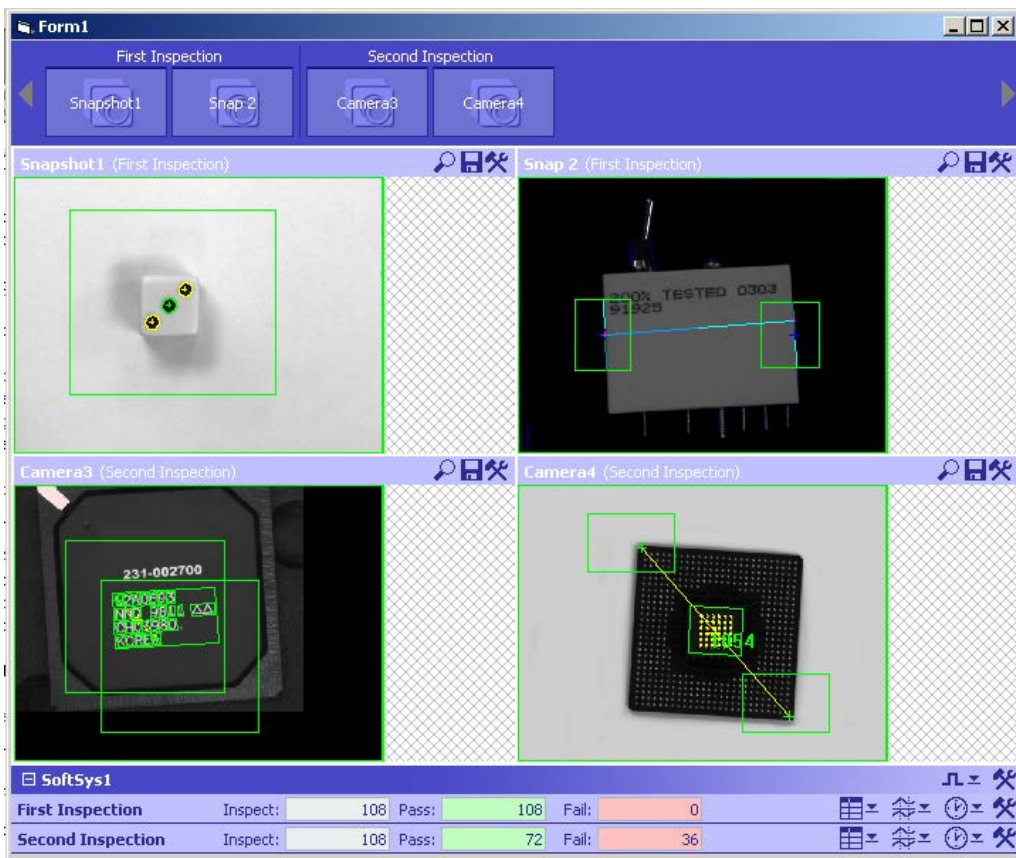 Form1
First Inspection
Second Inspection
Snapshot1
Snap 2
Camera3
Camera4
Snapshot1 (First Inspection)
Snap 2 (First Inspection)
TESTED 0303
91925
Camera3 (Second Inspection)
Camera4 (Second Inspection)
231-002700
KOREA
1054
SoftSys1
First Inspection Inspect: 108 Pass: 108 Fail: 0
Second Inspection Inspect: 108 Pass: 72 Fail: 36